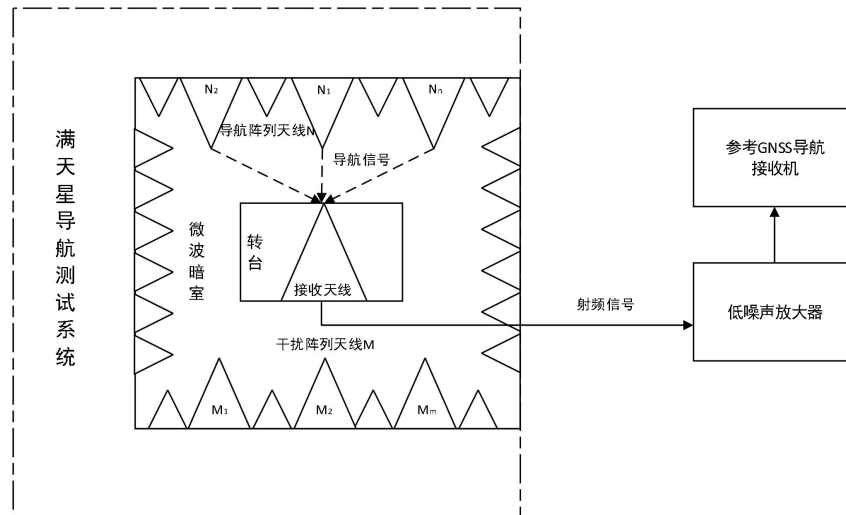 满天星导航测试系统
N2
N1
Nn
导航阵列天线N
导航信号
微波暗室
转台
接收天线
干扰阵列天线M
M1
M2
Mm
射频信号
参考GNSS导航
接收机
低噪声放大器